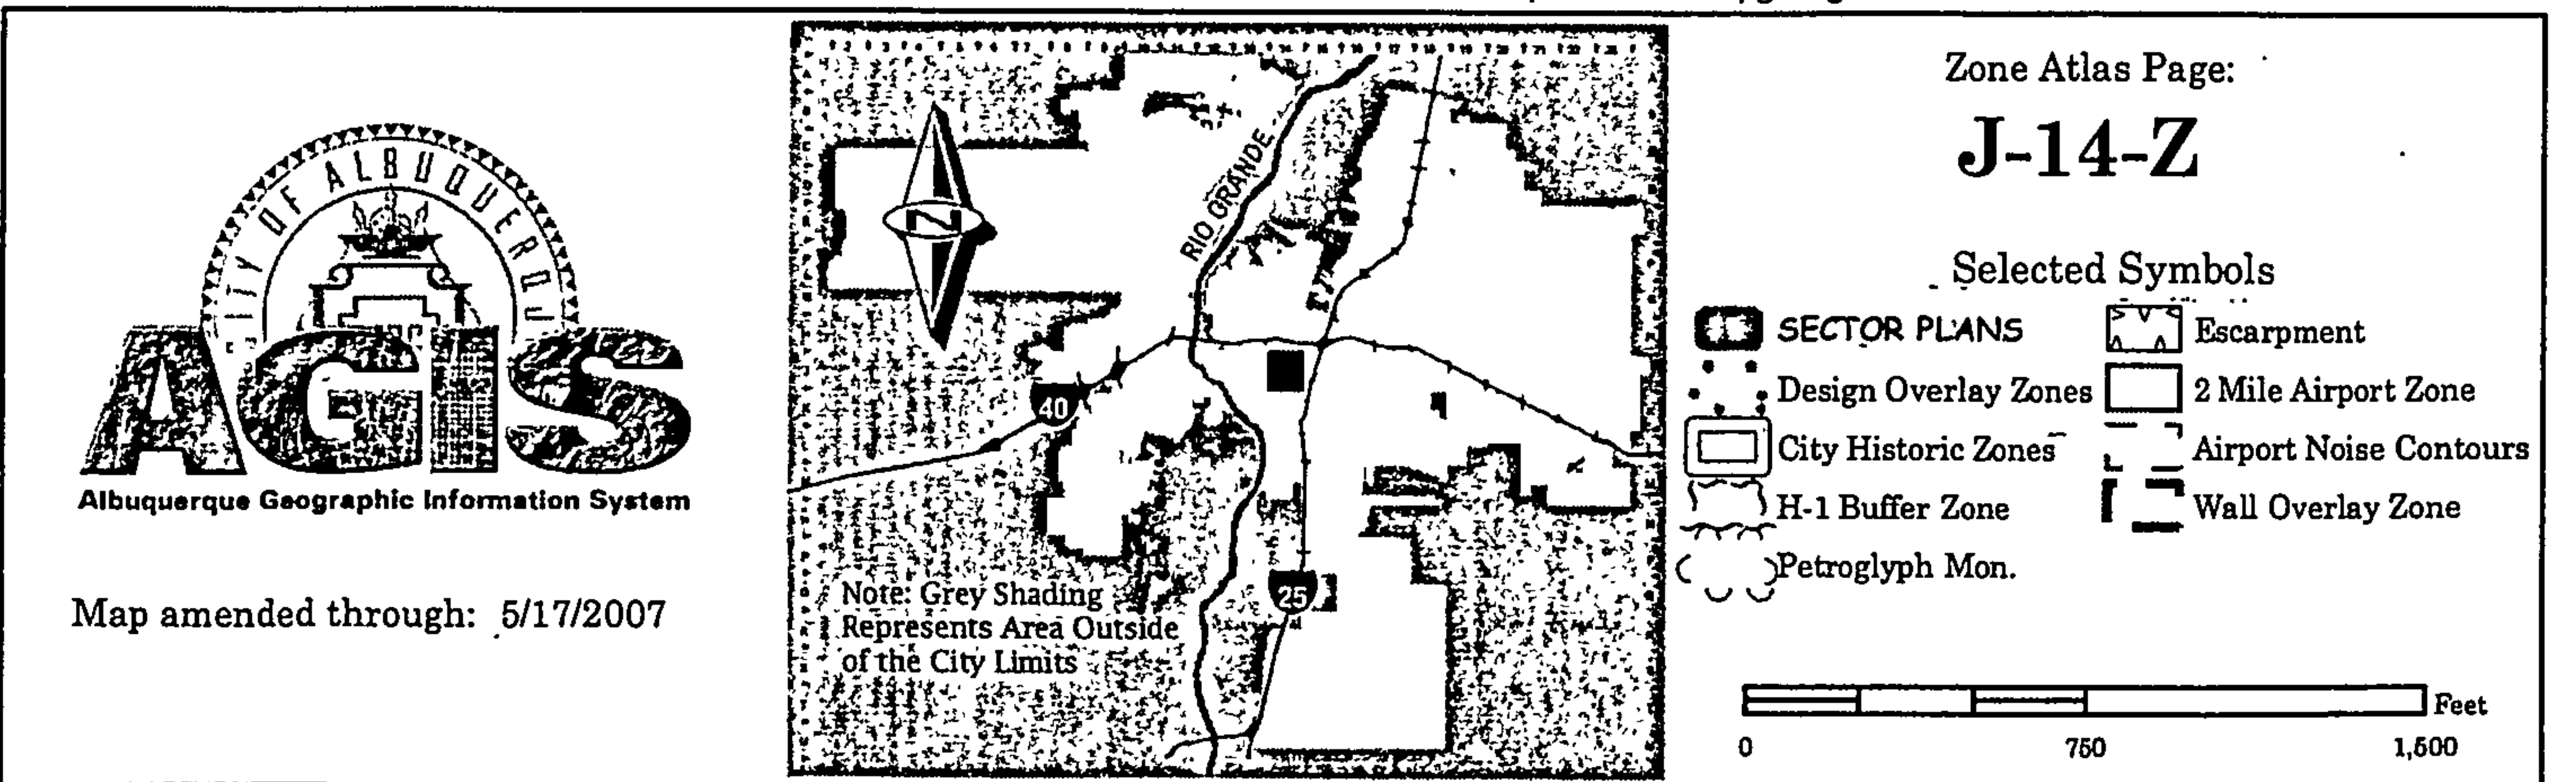 CITY OF ALBUQUERQUE
AGIS
Albuquerque Geographic Information System
Map amended through: 5/17/2007
N
RIO GRANDE
40
25
Note: Grey Shading
Represents Area Outside
of the City Limits
Zone Atlas Page:
J-14-Z
Selected Symbols
SECTOR PLANS
Escarpment
Design Overlay Zones
2 Mile Airport Zone
City Historic Zones
Airport Noise Contours
H-1 Buffer Zone
Wall Overlay Zone
Petroglyph Mon.
Feet
0 750 1,500